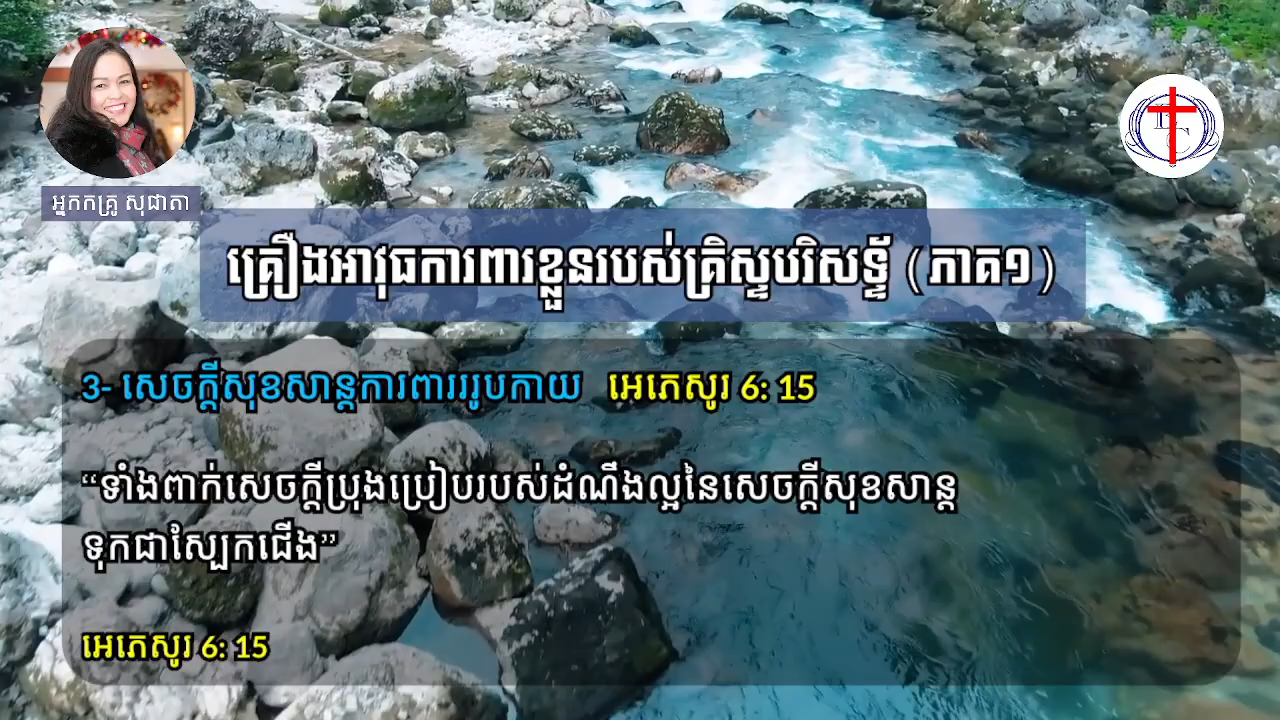 អ្នកគ្រូ សុជាតា
គ្រឿងអាវុធការពារខ្លួនរបស់គ្រិស្ទបរិសទ្ទ័ (ភាគ១)
3- សេចក្ដីសុខសាន្តការពាររូបកាយ អេភេសូរ 6: 15
“ទាំងពាក់សេចក្ដីប្រុងប្រៀបរបស់ដំណឹងល្អនៃសេចក្ដីសុខសាន្ត
ទុកជាស្បែកជើង”
អេភេសូរ 6: 15